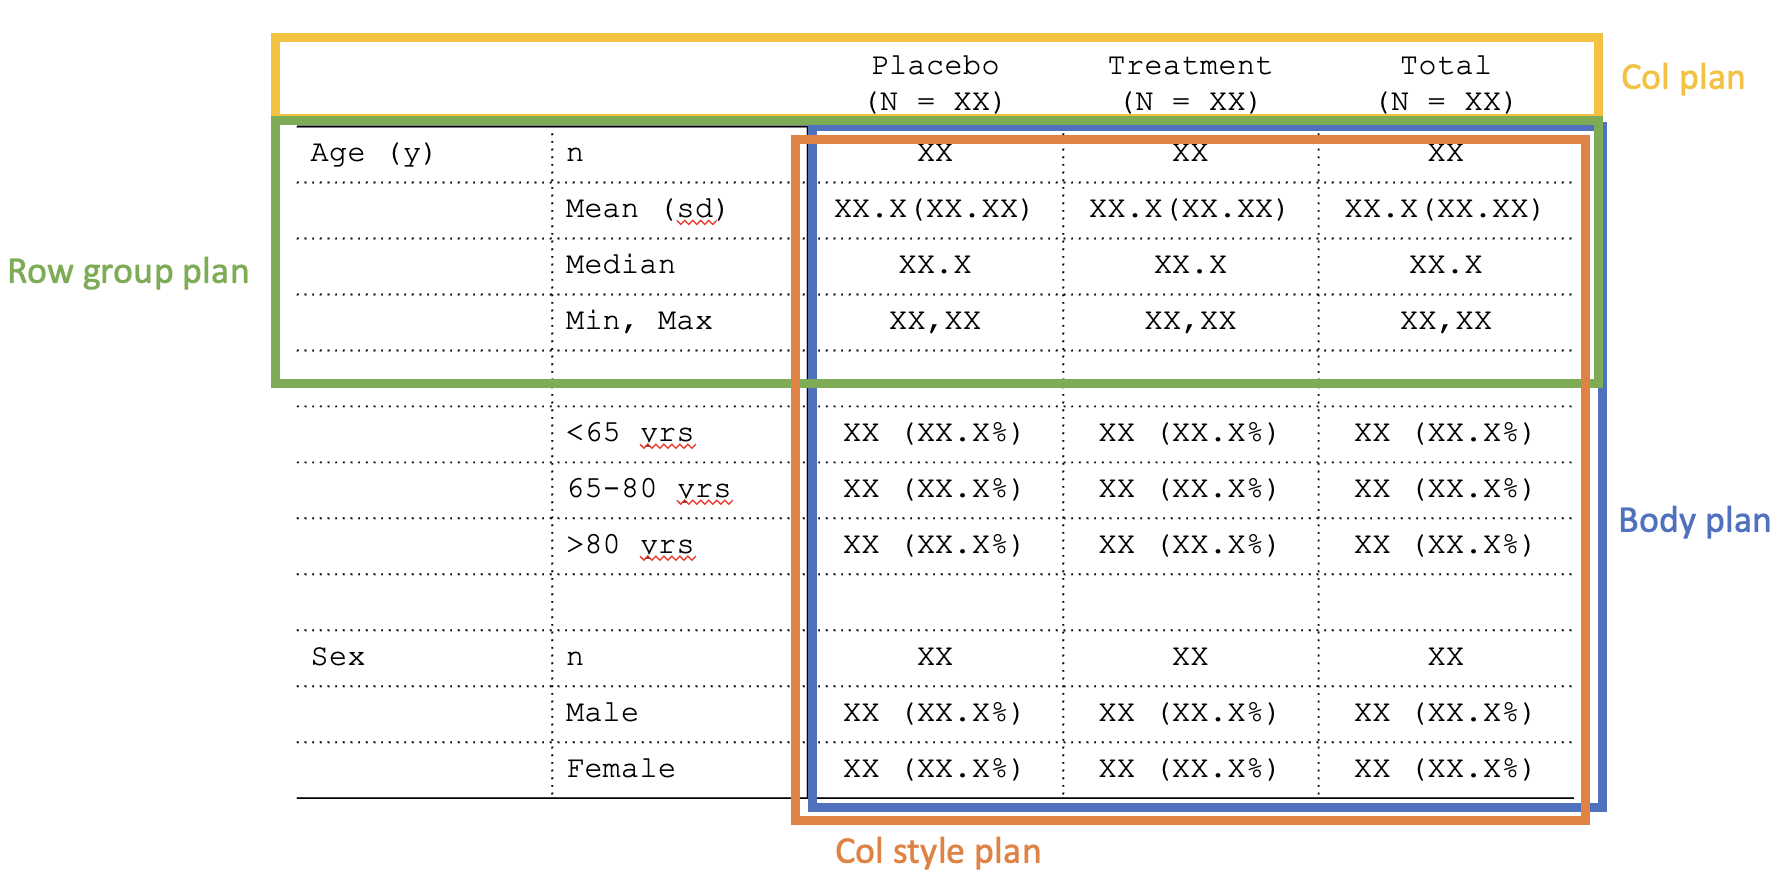 Placebo Treatment Total
(N = XX) (N = XX) (N = XX)
Col plan
Age (y) n XX XX XX
Mean (sd) XX.X(XX.XX) XX.X(XX.XX) XX.X(XX.XX)
Row group plan
Median XX.X XX.X XX.X
Min, Max XX,XX XX,XX XX,XX
<65 yrs XX (XX.X%) XX (XX.X%) XX (XX.X%)
65-80 yrs XX (XX.X%) XX (XX.X%) XX (XX.X%)
Body plan
>80 yrs XX (XX.X%) XX (XX.X%) XX (XX.X%)
Sex n XX XX XX
Male XX (XX.X%) XX (XX.X%) XX (XX.X%)
Female XX (XX.X%) XX (XX.X%) XX (XX.X%)
Col style plan